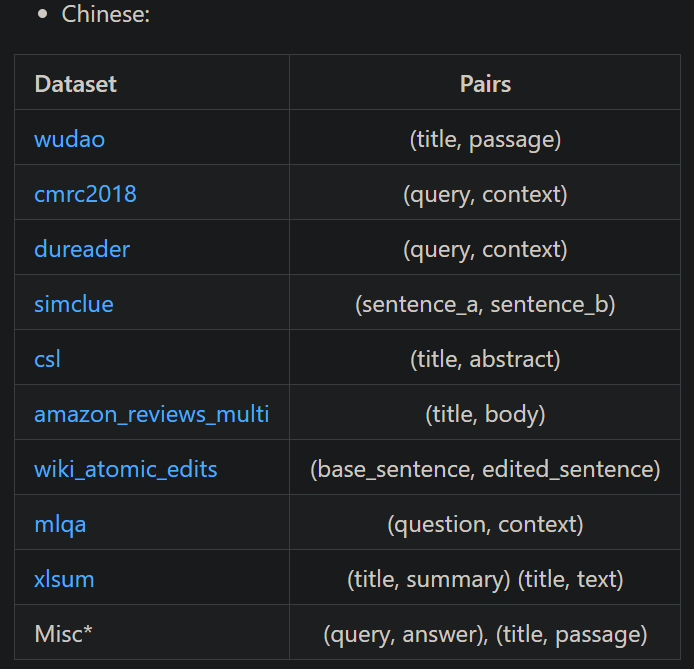 • Chinese:
Dataset Pairs
wudao (title, passage)
cmrc2018 (query, context)
dureader (query, context)
simclue (sentence_a, sentence_b)
csl (title, abstract)
amazon_reviews_multi (title, body)
wiki_atomic_edits (base_sentence, edited_sentence)
mlqa (question, context)
xlsum (title, summary) (title, text)
Misc* (query, answer), (title, passage)